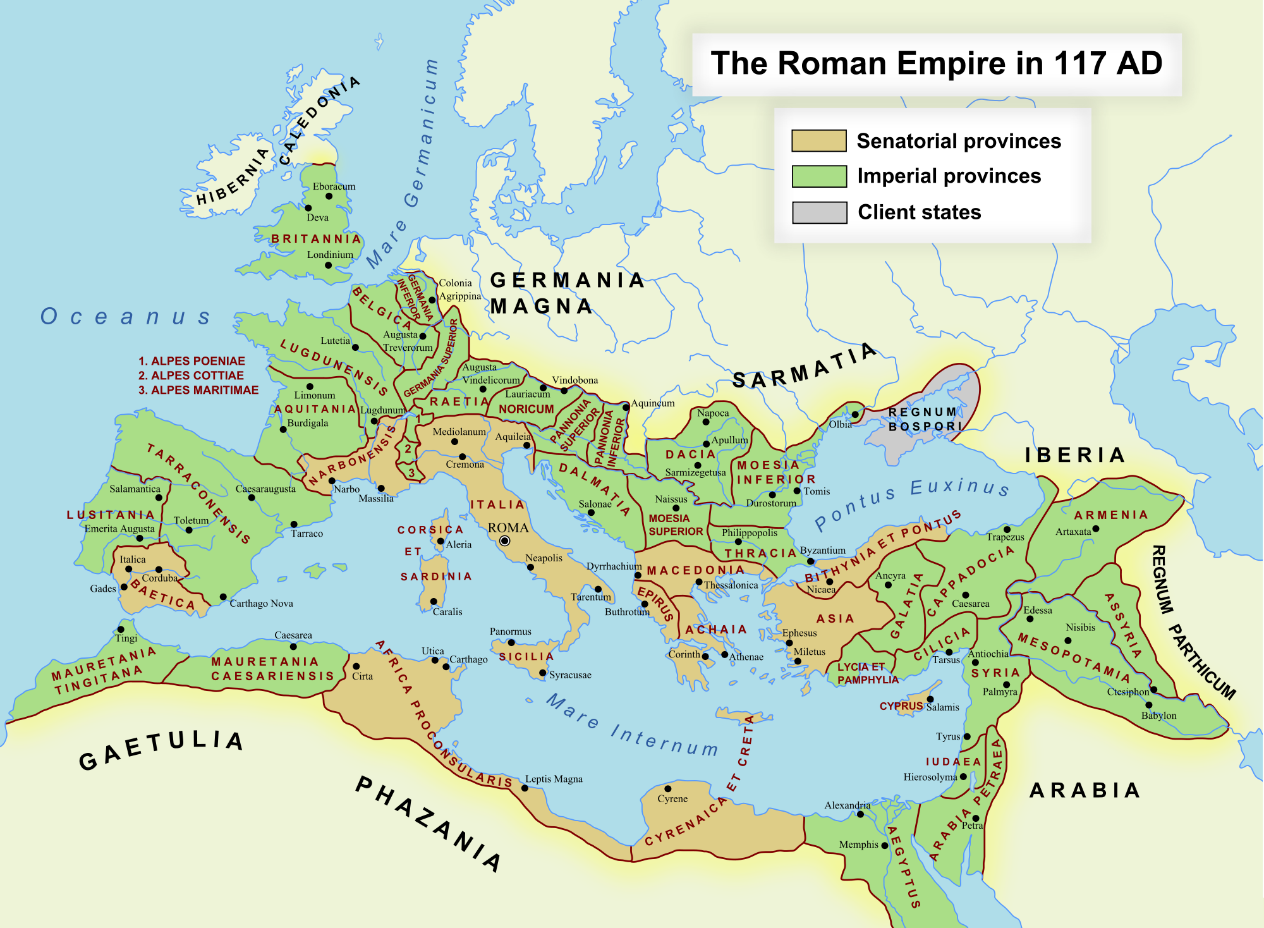 The Roman Empire in 117 AD
Senatorial provinces
Imperial provinces
Client states
HIBERNIA
CALEDONIA
Mare Germanicum
Oceanus
Eboracum
Deva
BRITANNIA
Londinium
GERMANIA
MAGNA
SARMATIA
REGNUM
BOSPORI
IBERIA
1. ALPES POENIAE
2. ALPES COTTIAE
3. ALPES MARITIMAE
GERMANIA
INFERIOR
Colonia
Agrippina
BELGICA
Augusta
Treverorum
Lutetia
LUGDUNENSIS
GERMANIA SUPERIOR
Limonum
AQUITANIA
Burdigala
Lugdunum
NARBONENSIS
Narbo
Massilia
1
2
3
Augusta
Vindelicorum
RAETIA
Lauriacum
Vindobona
NORICUM
PANNONIA
SUPERIOR
PANNONIA
INFERIOR
Aquincum
Mediolanum
Aquileia
Cremona
ITALIA
ROMA
Neapolis
Tarentum
CORSICA
ET
SARDINIA
Aleria
Caralis
Panormus
SICILIA
Syracusae
DALMATIA
Salonae
Napoca
Apullum
DACIA
Sarmizegetusa
MOESIA
INFERIOR
Durostorum
Tomis
Olbia
Naissus
MOESIA
SUPERIOR
Philippopolis
THRACIA
Byzantium
Dyrrhachium
MACEDONIA
Thessalonica
EPIRUS
Buthrotum
ACHAIA
Corinth
Athenae
Pontus Euxinus
BITHYNIA ET PONTUS
Nicaea
ASIA
Ephesus
Miletus
Ancyra
GALATIA
CAPPADOCIA
Caesarea
Trapezus
ARMENIA
Artaxata
LYCIA ET
PAMPHYLIA
CILICIA
Tarsus
Antiochia
SYRIA
Palmyra
CYPRUS
Salamis
Edessa
Nisibis
MESOPOTAMIA
ASSYRIA
Ctesiphon
Babylon
REGNUM PARTHICUM
Tyrus
IUDAEA
Hierosolyma
ARABIA PETRAEA
Petra
ARABIA
TARRACONENSIS
Salamantica
LUSITANIA
Emerita Augusta
Toletum
Caesaraugusta
Tarraco
Italica
Corduba
Gades
BAETICA
Carthago Nova
Tingi
MAURETANIA
TINGITANA
Caesarea
MAURETANIA
CAESARIENSIS
Cirta
Utica
Carthago
AFRICA PROCONSULARIS
Leptis Magna
Mare Internum
Cyrene
CYRENAICA ET CRETA
Alexandria
Memphis
AEGYPTUS
GAETULIA
PHAZANIA